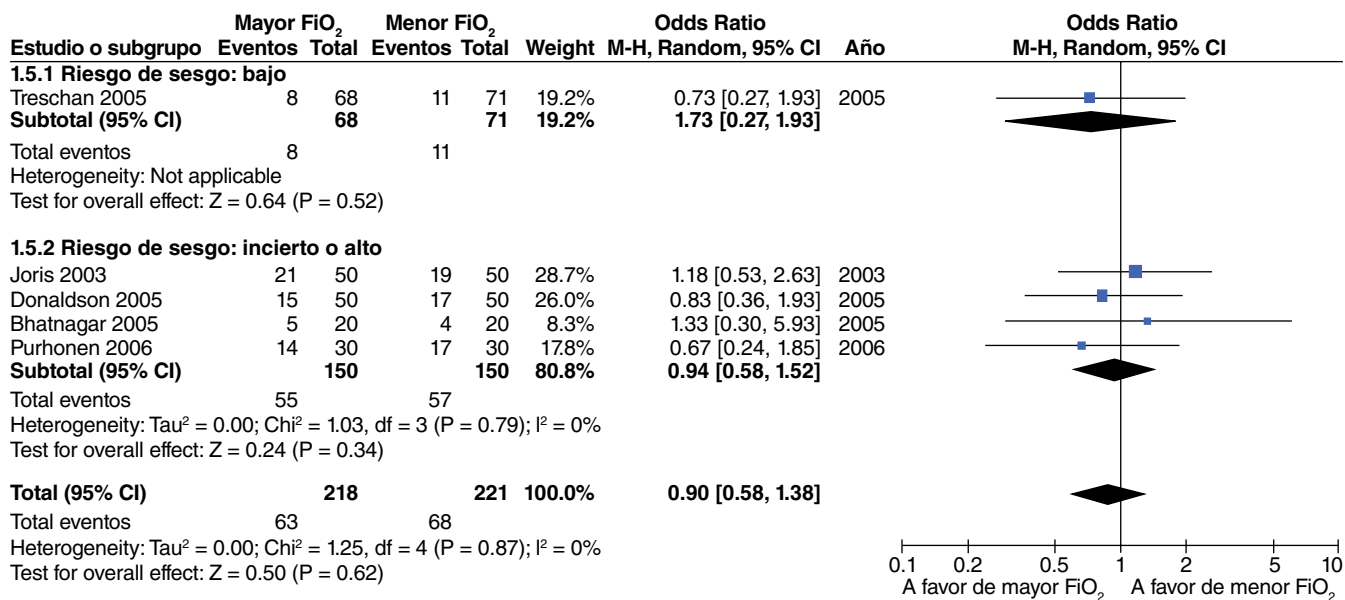 Mayor FiO₂ Menor FiO₂ Odds Ratio Odds Ratio
Estudio o subgrupo Eventos Total Eventos Total Weight M-H, Random, 95% CI Año M-H, Random, 95% CI
1.5.1 Riesgo de sesgo: bajo
Treschan 2005 8 68 11 71 19.2% 0.73 [0.27, 1.93] 2005
Subtotal (95% CI) 68 71 19.2% 1.73 [0.27, 1.93]
Total eventos 8 11
Heterogeneity: Not applicable
Test for overall effect: Z = 0.64 (P = 0.52)
1.5.2 Riesgo de sesgo: incierto o alto
Joris 2003 21 50 19 50 28.7% 1.18 [0.53, 2.63] 2003
Donaldson 2005 15 50 17 50 26.0% 0.83 [0.36, 1.93] 2005
Bhatnagar 2005 5 20 4 20 8.3% 1.33 [0.30, 5.93] 2005
Purhonen 2006 14 30 17 30 17.8% 0.67 [0.24, 1.85] 2006
Subtotal (95% CI) 150 150 80.8% 0.94 [0.58, 1.52]
Total eventos 55 57
Heterogeneity: Tau² = 0.00; Chi² = 1.03, df = 3 (P = 0.79); I² = 0%
Test for overall effect: Z = 0.24 (P = 0.34)
Total (95% CI) 218 221 100.0% 0.90 [0.58, 1.38]
Total eventos 63 68
Heterogeneity: Tau² = 0.00; Chi² = 1.25, df = 4 (P = 0.87); I² = 0%
Test for overall effect: Z = 0.50 (P = 0.62)
0.1 0.2 0.5 1 2 5 10
A favor de mayor FiO₂ A favor de menor FiO₂